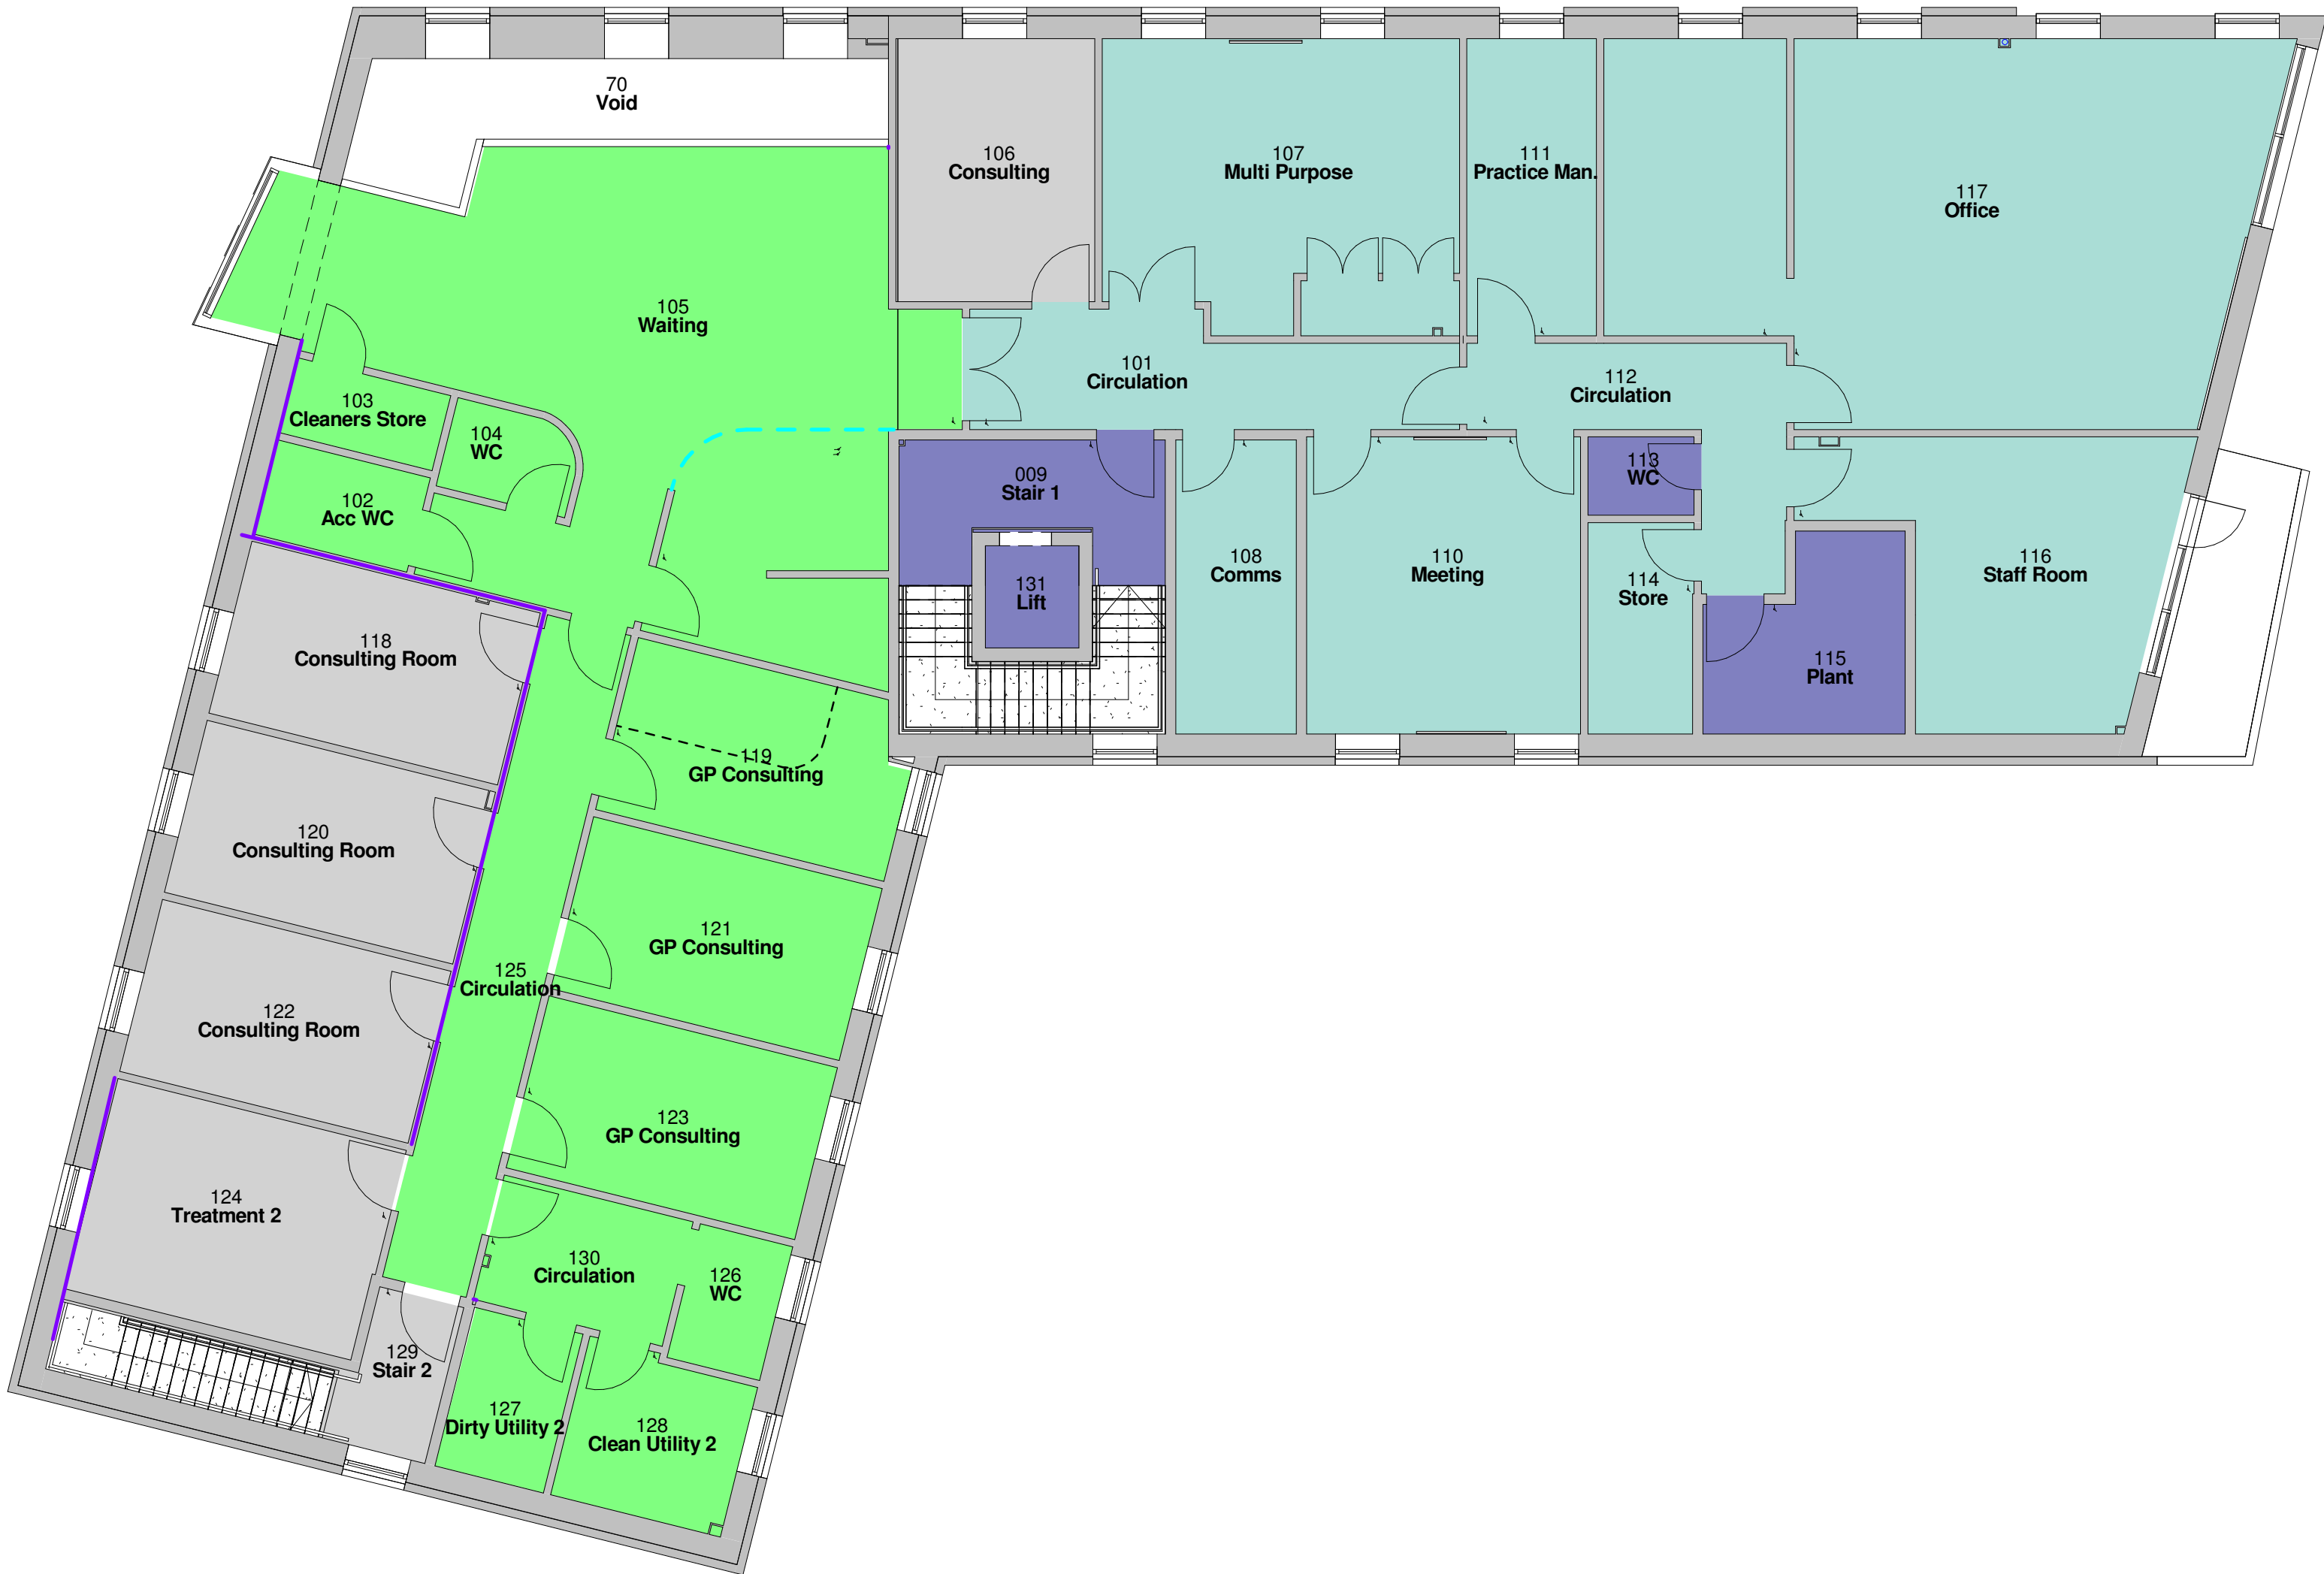 70
Void
106
Consulting
107
Multi Purpose
111
Practice Man.
117
Office
105
Waiting
101
Circulation
112
Circulation
103
Cleaners Store
104
WC
102
Acc WC
009
Stair 1
131
Lift
108
Comms
110
Meeting
113
WC
114
Store
116
Staff Room
115
Plant
118
Consulting Room
119
GP Consulting
120
Consulting Room
121
GP Consulting
125
Circulation
122
Consulting Room
123
GP Consulting
124
Treatment 2
130
Circulation
126
WC
129
Stair 2
127
Dirty Utility 2
128
Clean Utility 2